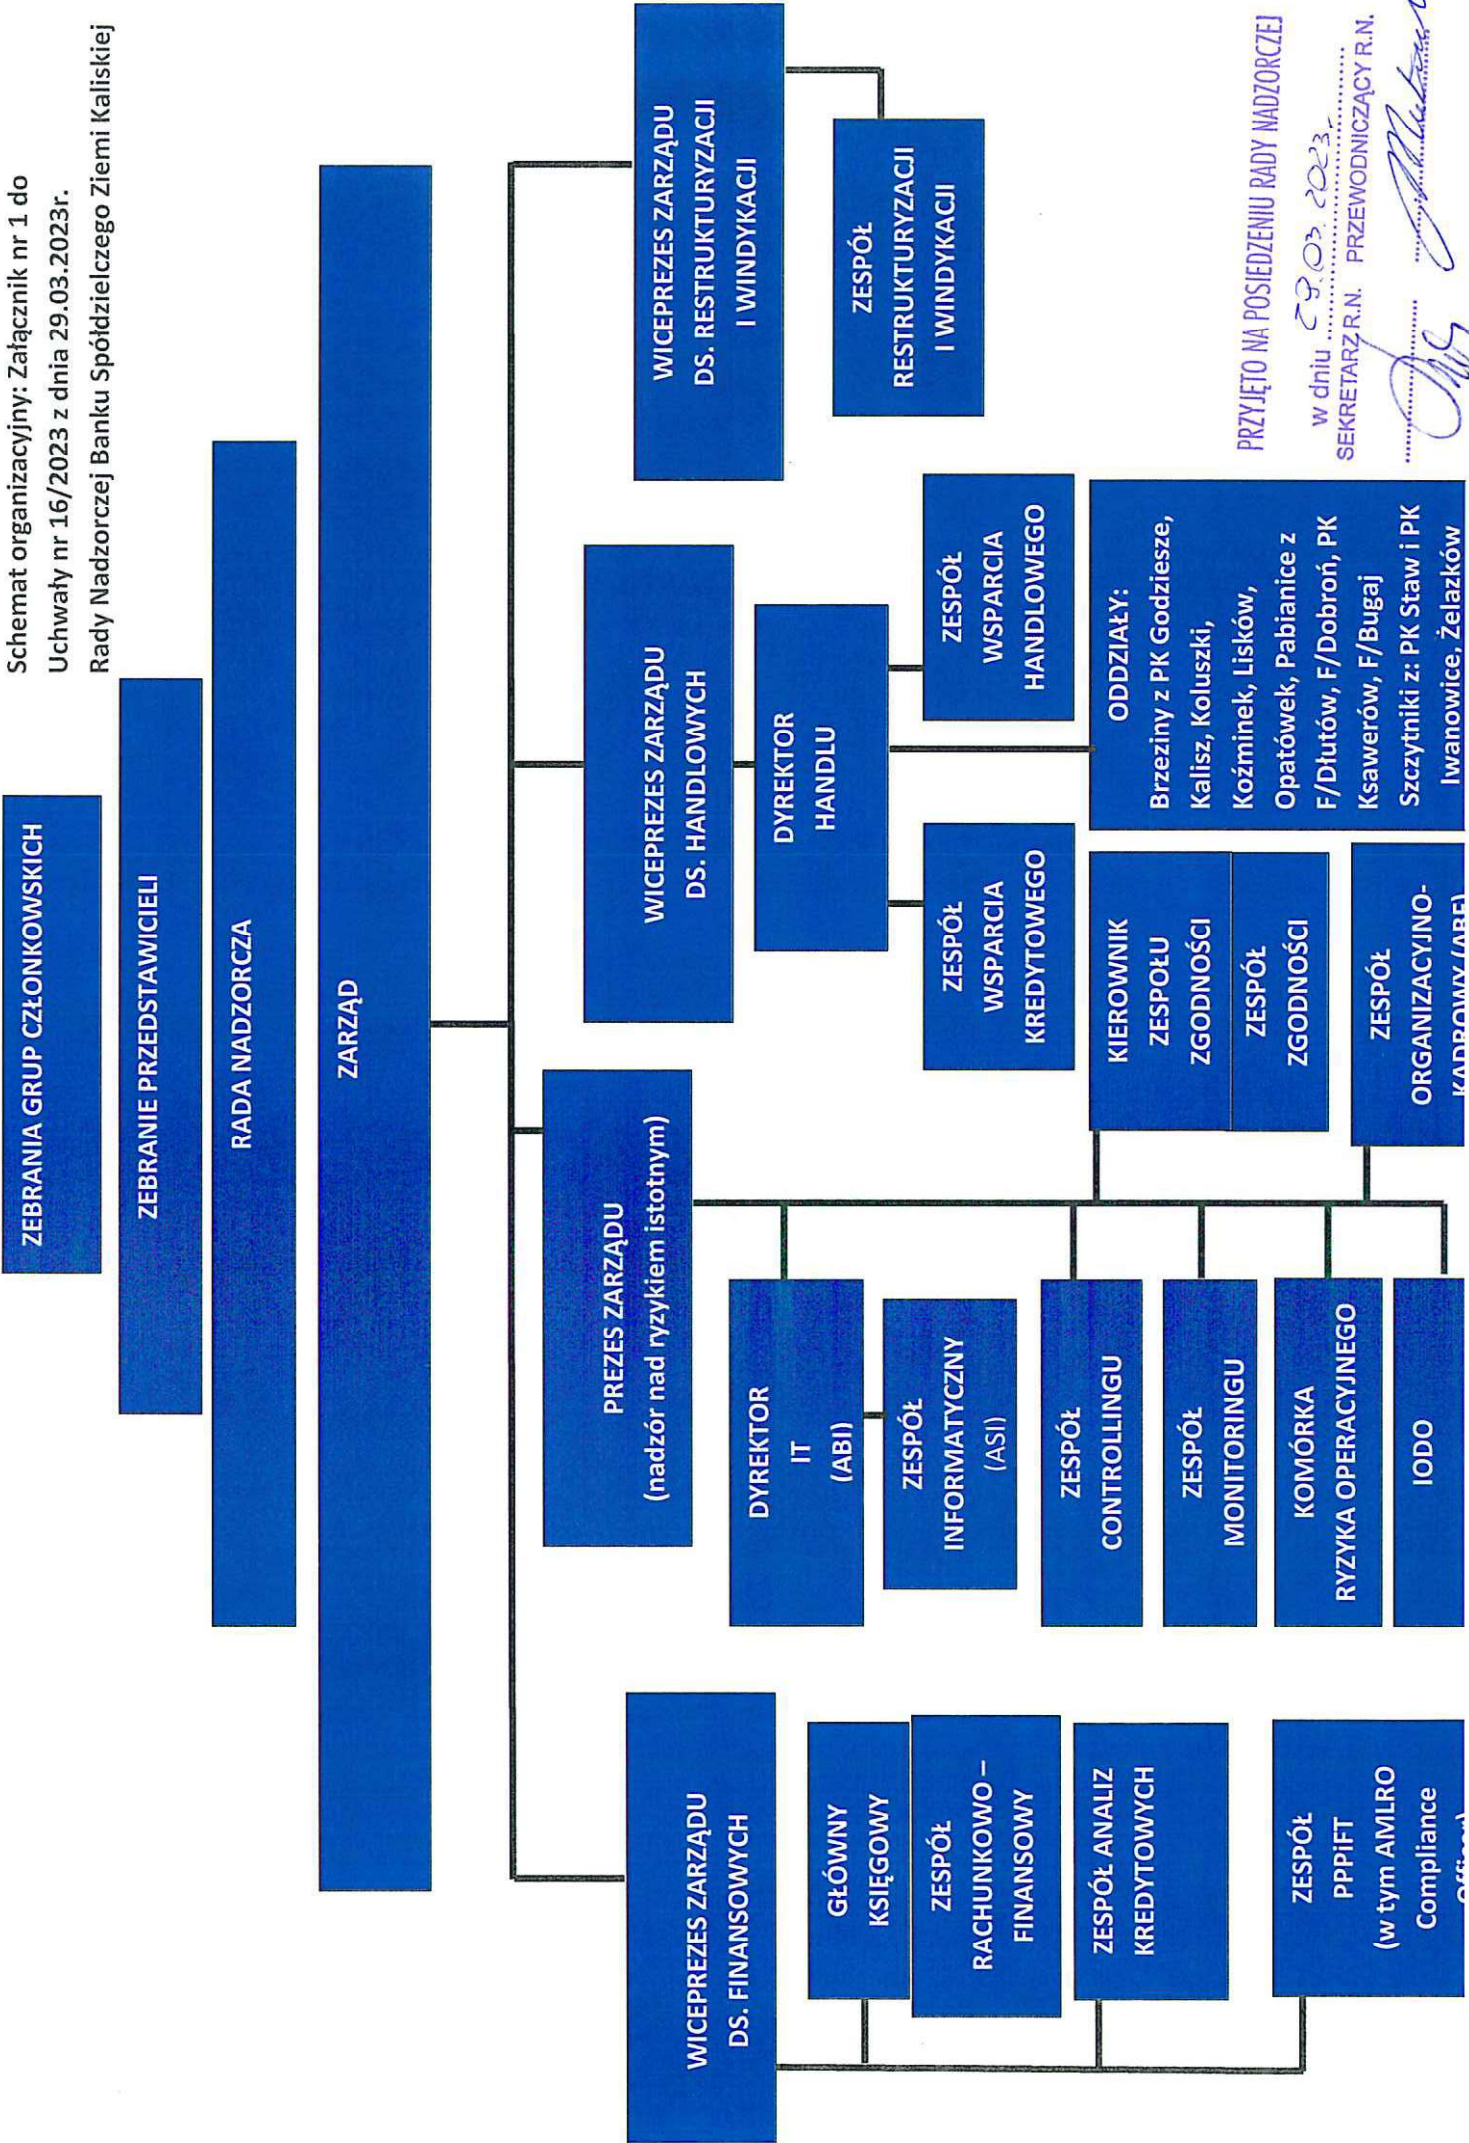 Schemat organizacyjny: Załącznik nr 1 do
Uchwały nr 16/2023 z dnia 29.03.2023r.
Rady Nadzorczej Banku Spółdzielczego Ziemi Kaliskiej
ZEBRANIA GRUP CZŁONKOWSKICH
ZEBRANIE PRZEDSTAWICIELI
RADA NADZORCZA
ZARZĄD
WICEPREZES ZARZĄDU
DS. FINANSOWYCH
GŁÓWNY
KSIĘGOWY
ZESPÓŁ
RACHUNKOWO –
FINANSOWY
ZESPÓŁ ANALIZ
KREDYTOWYCH
ZESPÓŁ
PPPiFT
(w tym AMLRO
Compliance
Officer)
PREZES ZARZĄDU
(nadzór nad ryzykiem istotnym)
DYREKTOR
IT
(ABI)
ZESPÓŁ
INFORMATYCZNY
(ASI)
ZESPÓŁ
CONTROLLINGU
ZESPÓŁ
MONITORINGU
KOMÓRKA
RYZYKA OPERACYJNEGO
IODO
KIEROWNIK
ZESPOŁU
ZGODNOŚCI
ZESPÓŁ
ZGODNOŚCI
ZESPÓŁ
ORGANIZACYJNO-
KADROWY (ABF)
WICEPREZES ZARZĄDU
DS. HANDLOWYCH
DYREKTOR
HANDLU
ZESPÓŁ
WSPARCIA
KREDYTOWEGO
ZESPÓŁ
WSPARCIA
HANDLOWEGO
ODDZIAŁY:
Brzeziny z PK Godziesze,
Kalisz, Koluszki,
Koźminek, Lisków,
Opatówek, Pabianice z
F/Dłutów, F/Dobroń, PK
Ksawerów, F/Bugaj
Szczytniki z: PK Staw i PK
Iwanowice, Żelazków
WICEPREZES ZARZĄDU
DS. RESTRUKTURYZACJI
I WINDYKACJI
ZESPÓŁ
RESTRUKTURYZACJI
I WINDYKACJI
PRZYJĘTO NA POSIEDZENIU RADY NADZORCZEJ
w dniu 29.03.2023r.
SEKRETARZ R.N. PRZEWODNICZĄCY R.N.